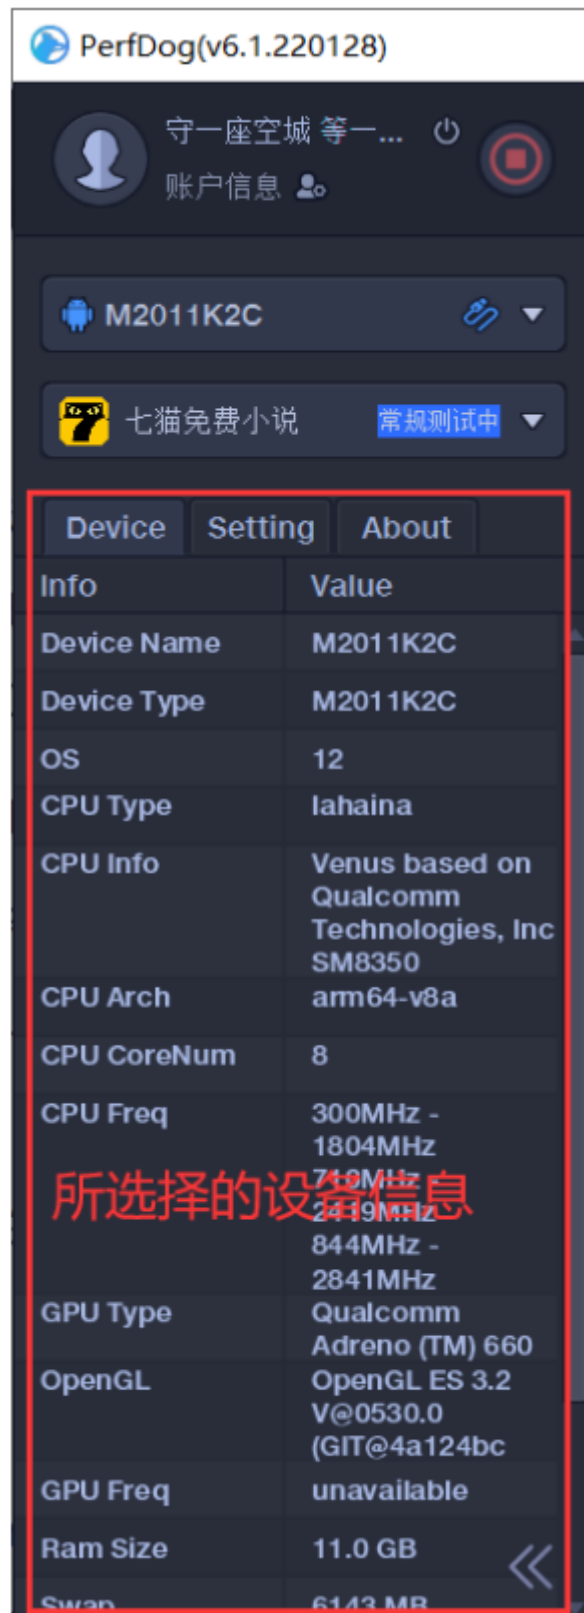 PerfDog(v6.1.220128)
守一座空城 等一...
账户信息
M2011K2C
七猫免费小说 常规测试中
Device Setting About
Info Value
Device Name M2011K2C
Device Type M2011K2C
OS 12
CPU Type lahaina
CPU Info Venus based on
Qualcomm
Technologies, Inc
SM8350
CPU Arch arm64-v8a
CPU CoreNum 8
CPU Freq 300MHz -
1804MHz
所选择的设备信息
844MHz -
2841MHz
GPU Type Qualcomm
Adreno (TM) 660
OpenGL OpenGL ES 3.2
V@0530.0
(GIT@4a124bc
GPU Freq unavailable
Ram Size 11.0 GB
Swap 6143 MB